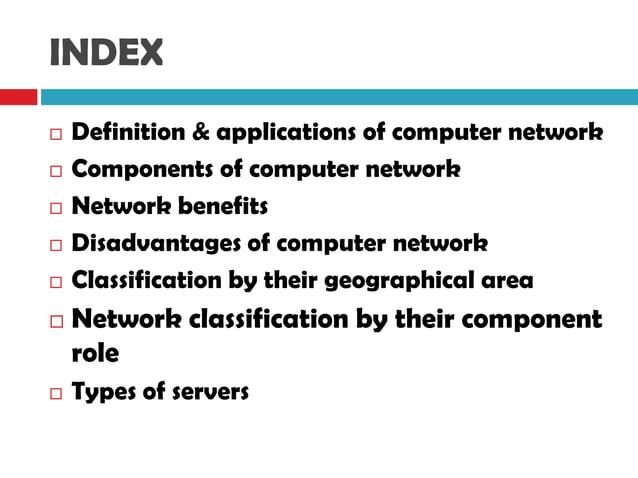 INDEX
Definition & applications of computer network
Components of computer network
Network benefits
Disadvantages of computer network
Classification by their geographical area
Network classification by their component
role
Types of servers